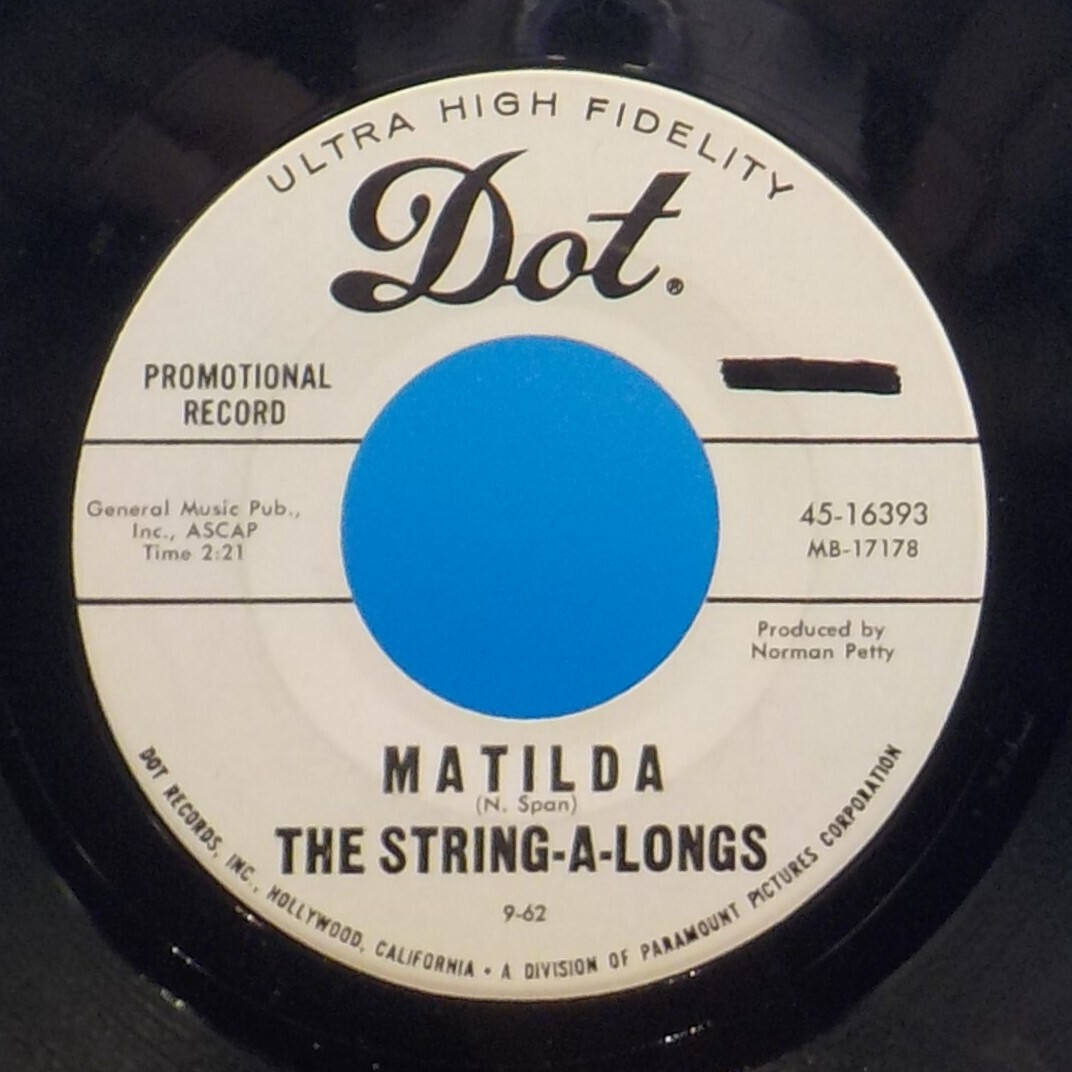 ULTRA HIGH FIDELITY
Dot.®
PROMOTIONAL
RECORD
General Music Pub.,
Inc., ASCAP
Time 2:21
45-16393
MB-17178
Produced by
Norman Petty
MATILDA
(N. Span)
THE STRING-A-LONGS
9-62
DOT RECORDS, INC., HOLLYWOOD, CALIFORNIA • A DIVISION OF PARAMOUNT PICTURES CORPORATION